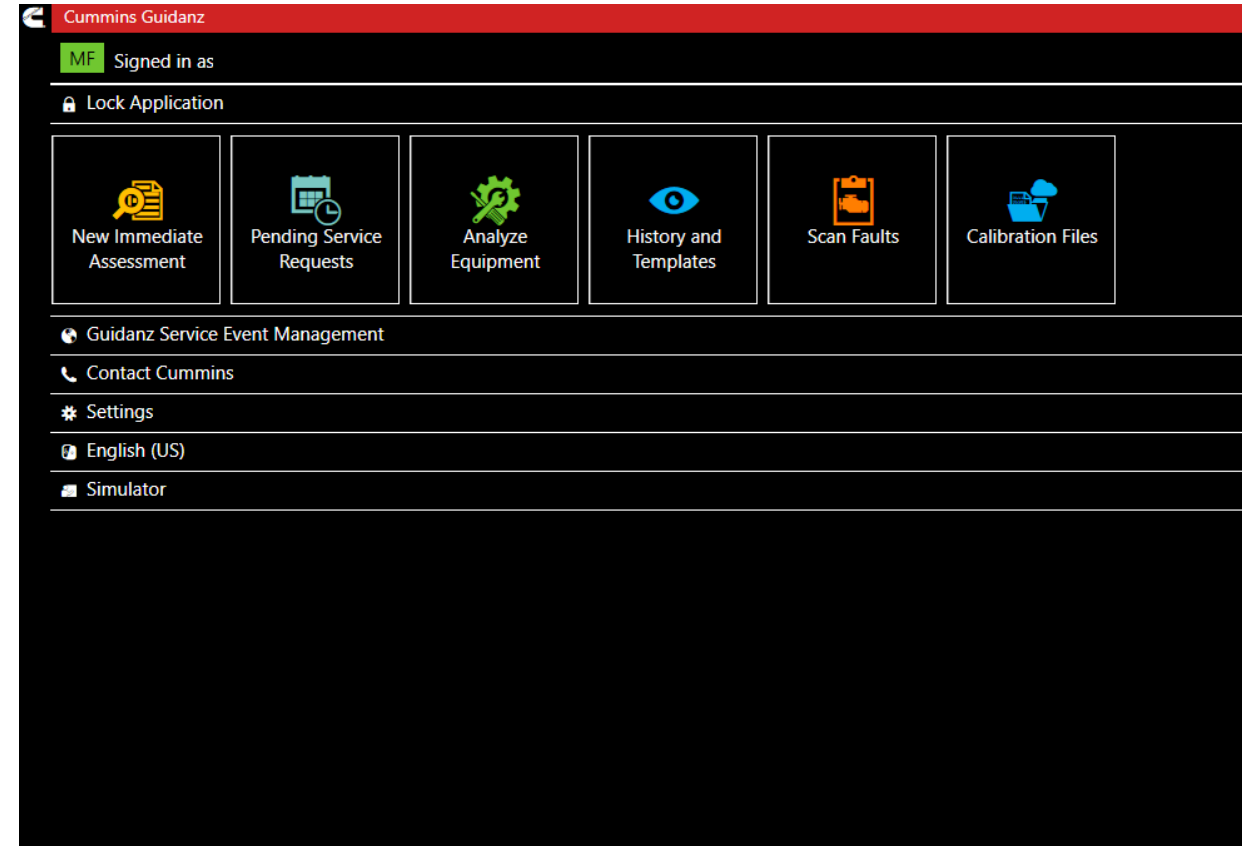 Cummins Guidanz
MF Signed in as
Lock Application
New Immediate
Assessment
Pending Service
Requests
Analyze
Equipment
History and
Templates
Scan Faults
Calibration Files
Guidanz Service Event Management
Contact Cummins
Settings
English (US)
Simulator